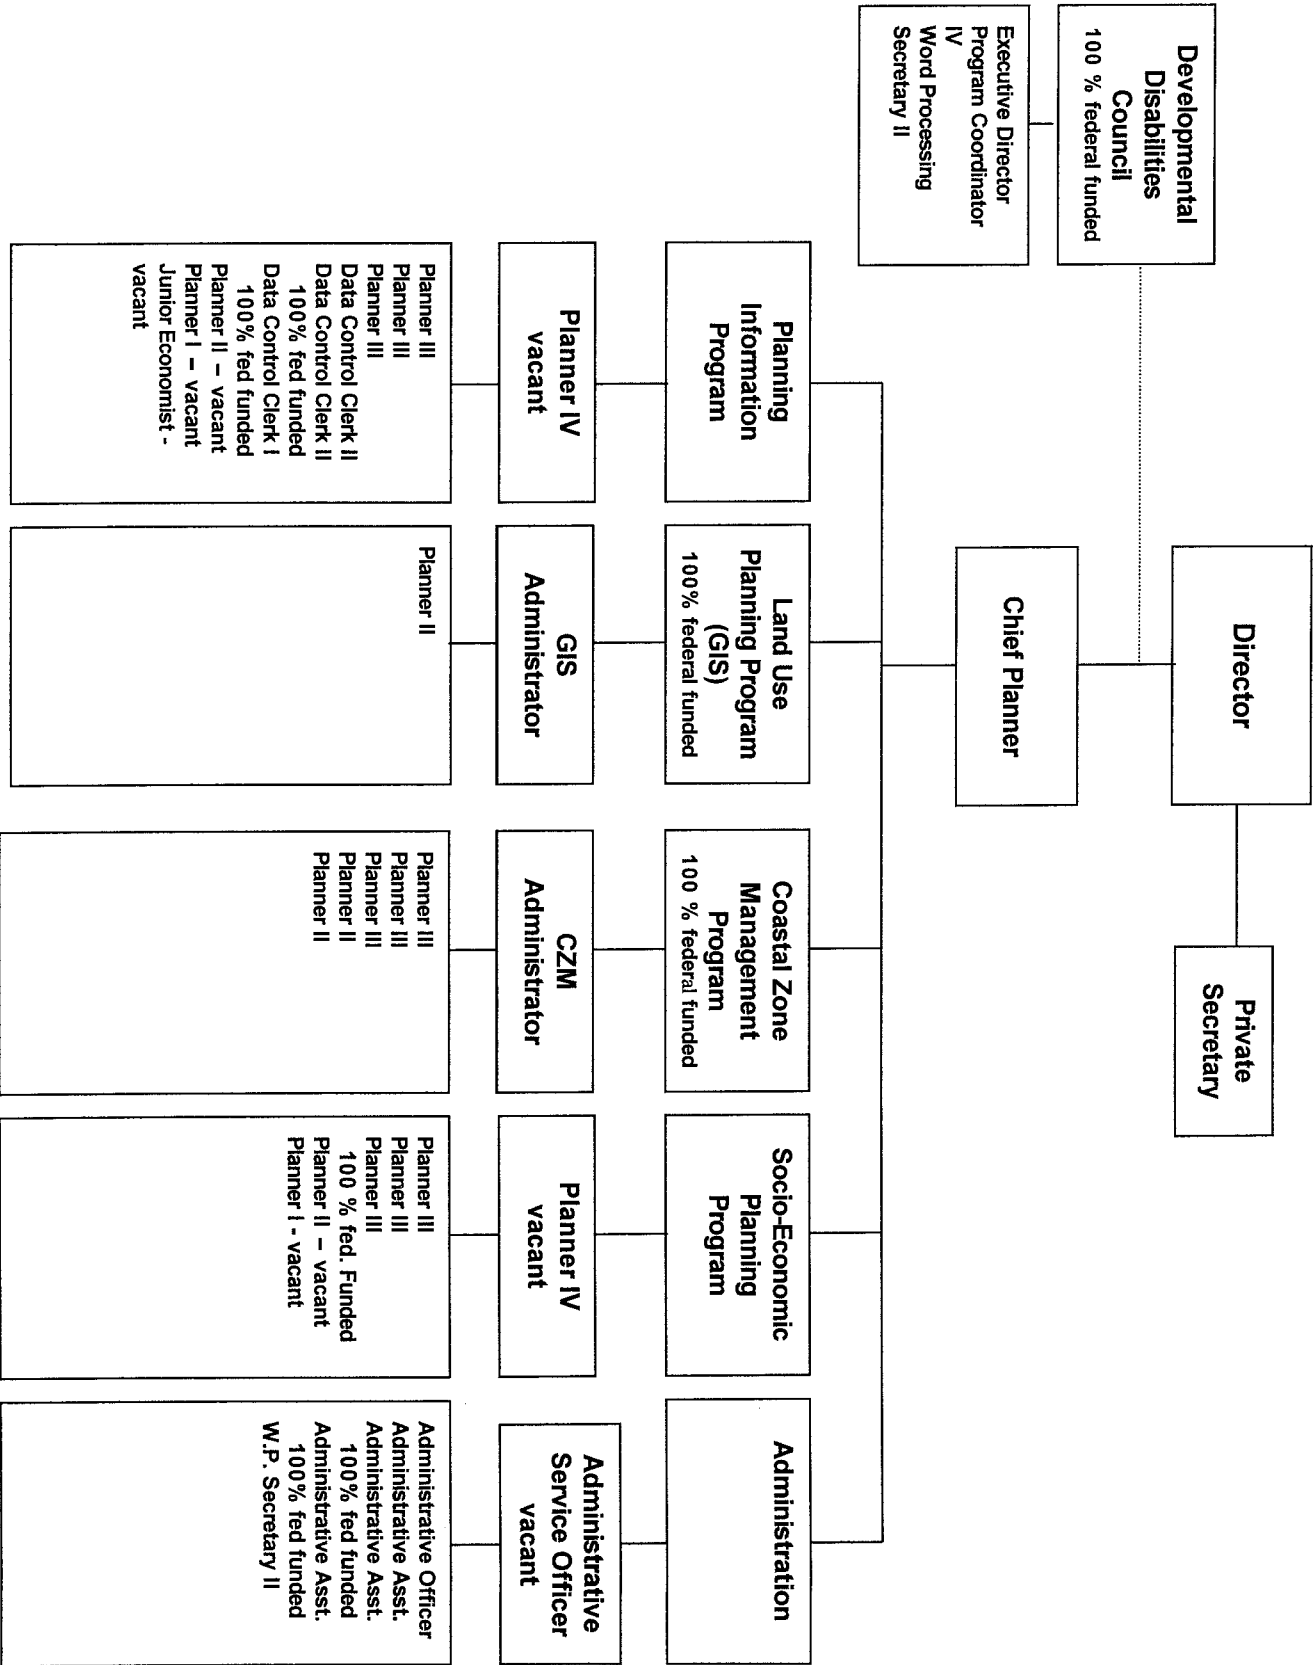 Director
Private
Secretary
Developmental
Disabilities
Council
100 % federal funded
Executive Director
Program Coordinator
IV
Word Processing
Secretary II
Chief Planner
Planning
Information
Program
Planner IV
vacant
Planner III
Planner III
Planner III
Data Control Clerk II
Data Control Clerk II
100% fed funded
Data Control Clerk I
100% fed funded
Planner II – vacant
Planner I – vacant
Junior Economist -
vacant
Land Use
Planning Program
(GIS)
100% federal funded
GIS
Administrator
Planner II
Coastal Zone
Management
Program
100 % federal funded
CZM
Administrator
Planner III
Planner III
Planner III
Planner II
Planner II
Socio-Economic
Planning
Program
Planner IV
vacant
Planner III
Planner III
Planner III
100 % fed. Funded
Planner II – vacant
Planner I - vacant
Administration
Administrative
Service Officer
vacant
Administrative Officer
Administrative Asst.
Administrative Asst.
100% fed funded
Administrative Asst.
100% fed funded
W.P. Secretary II